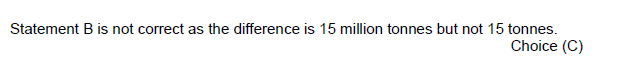 Statement B is not correct as the difference is 15 million tonnes but not 15 tonnes.
Choice (C)